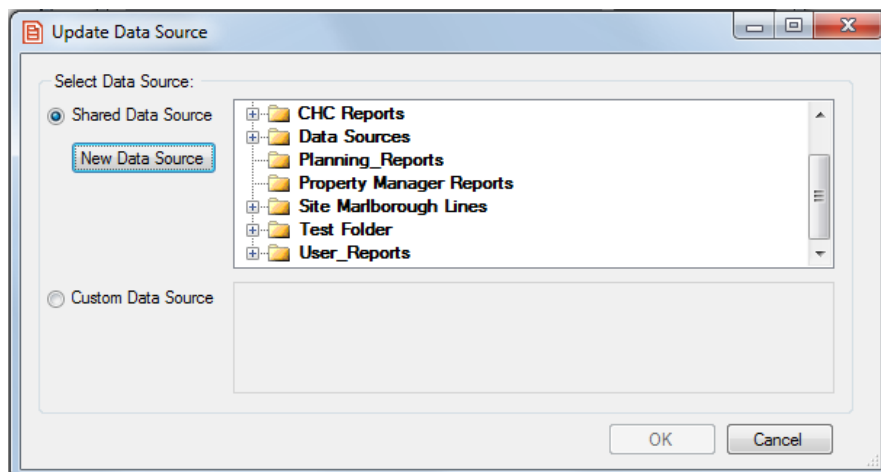 Update Data Source
Select Data Source:
Shared Data Source
New Data Source
CHC Reports
Data Sources
Planning_Reports
Property Manager Reports
Site Marlborough Lines
Test Folder
User_Reports
Custom Data Source
OK
Cancel